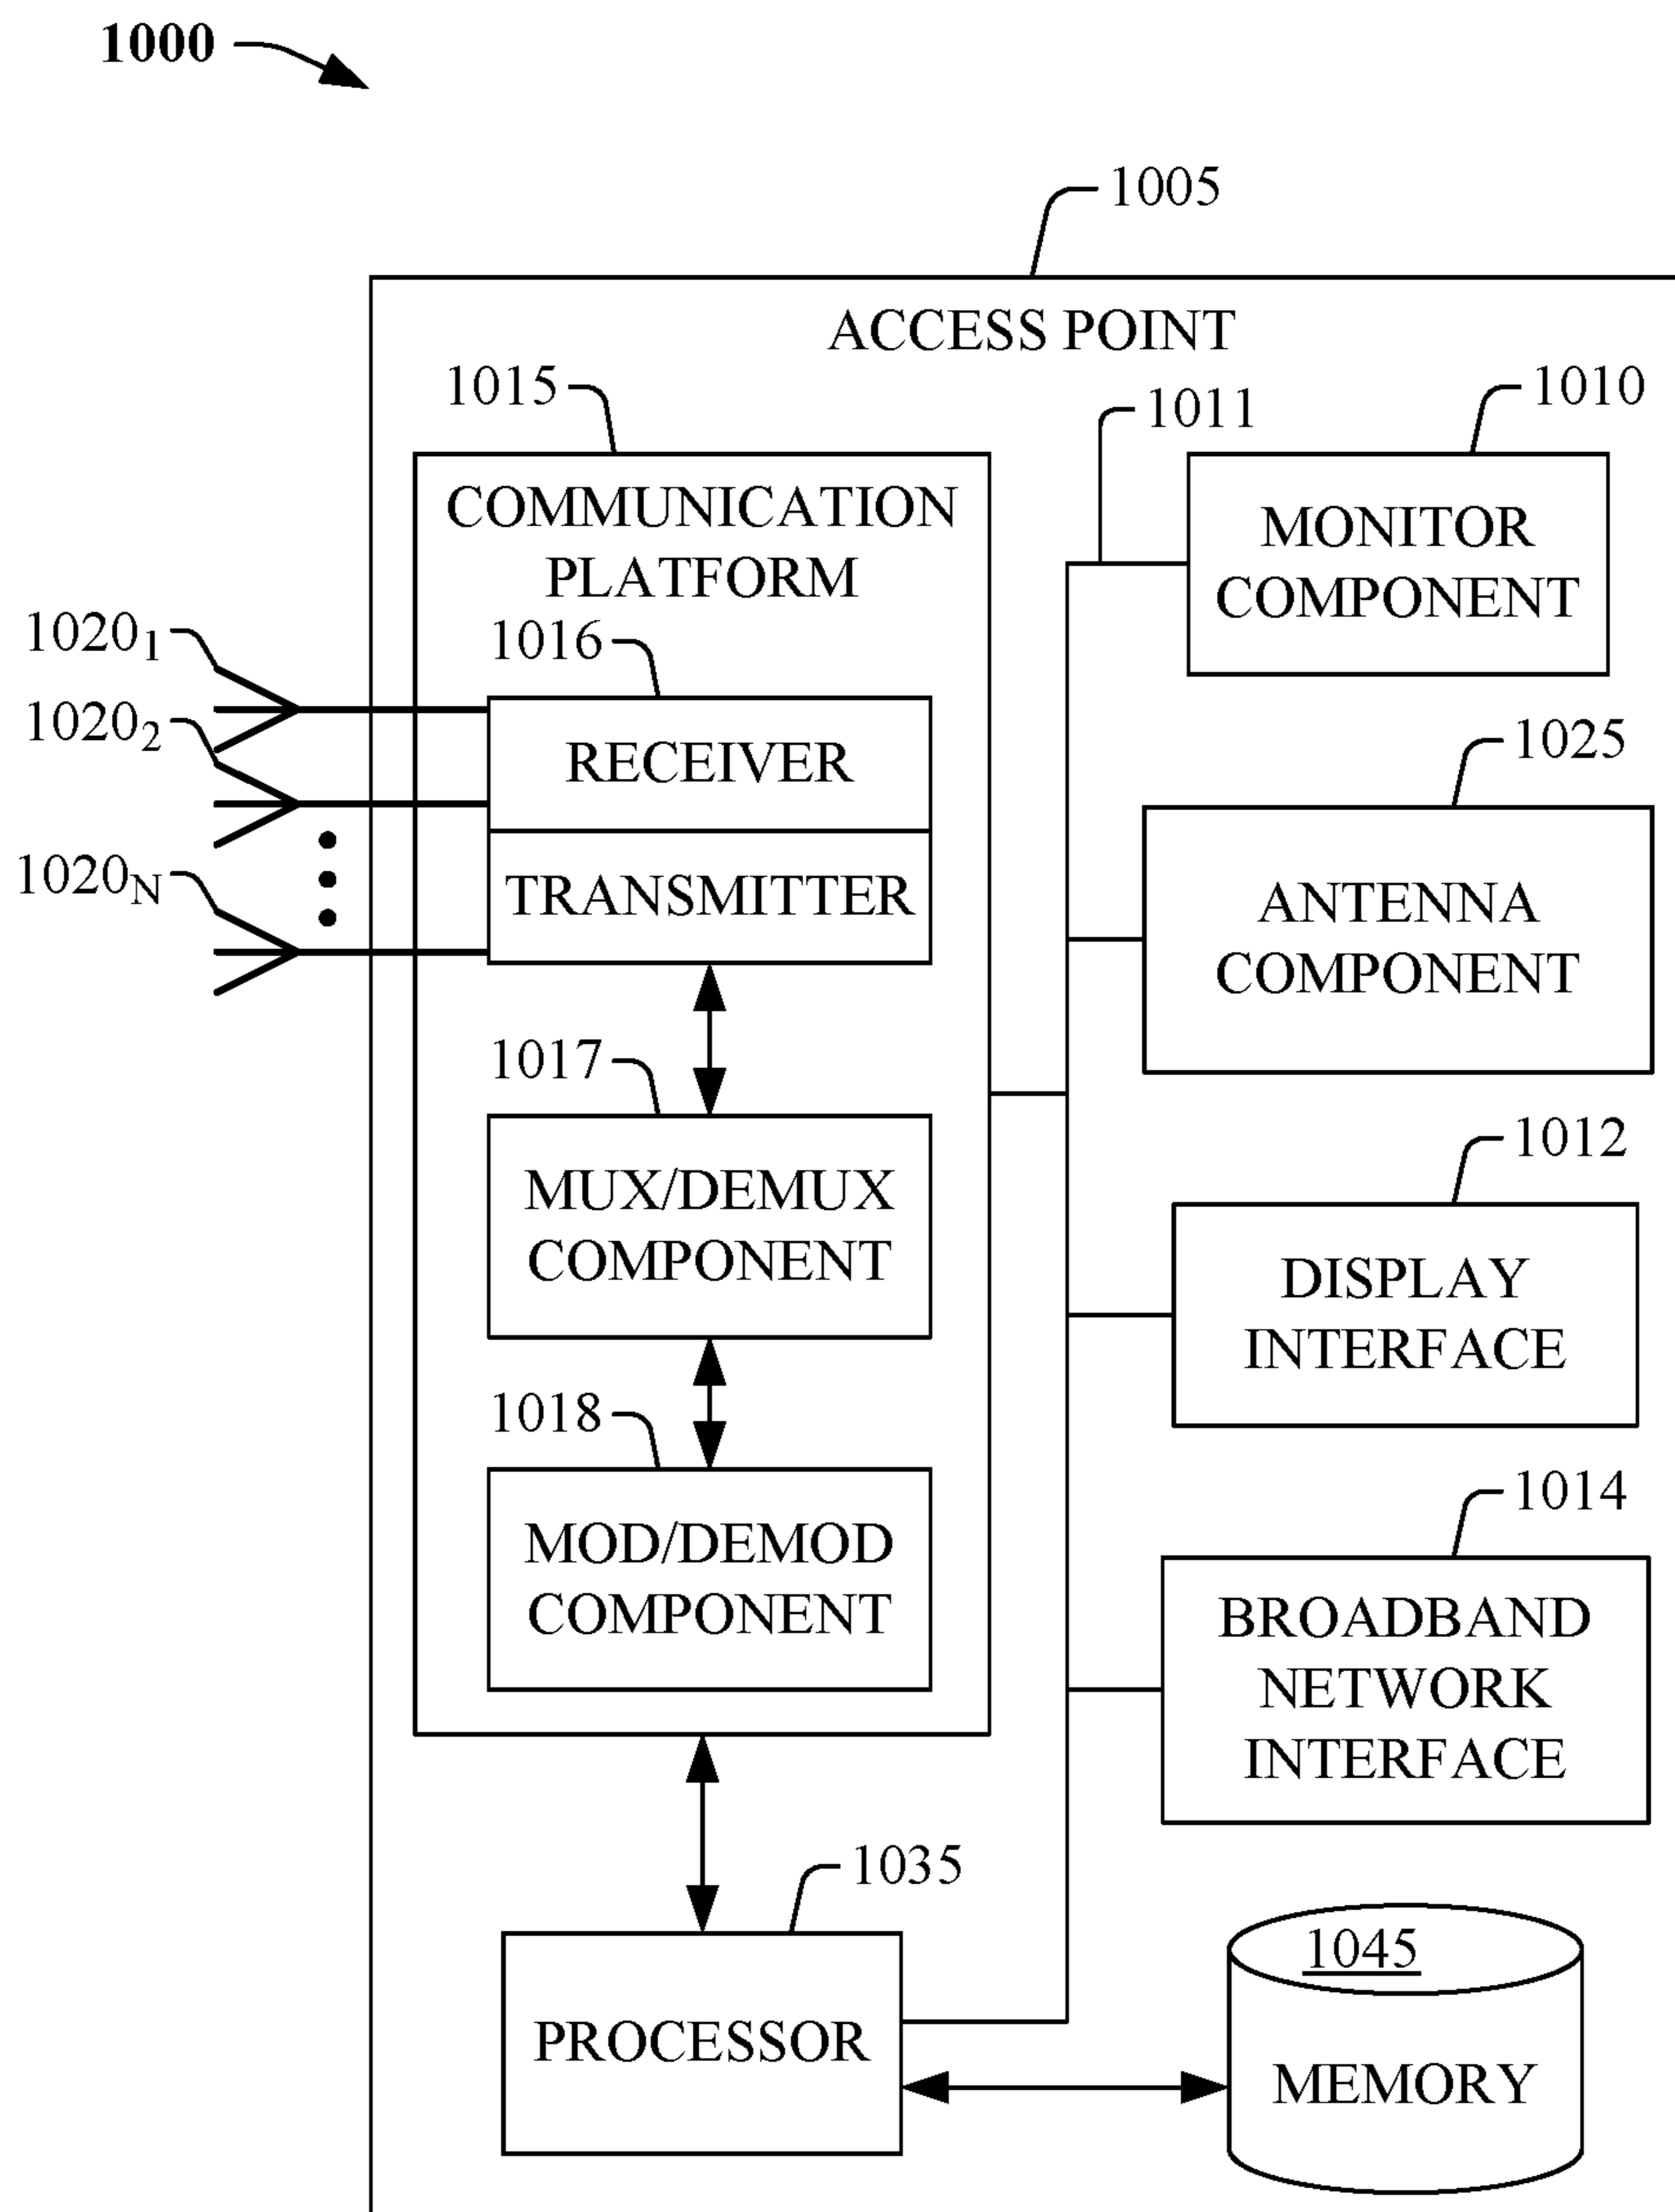 1000
1005
ACCESS POINT
1015
1011
1010
COMMUNICATION
PLATFORM
MONITOR
COMPONENT
1020₁
1016
1020₂
RECEIVER
1025
1020N
TRANSMITTER
ANTENNA
COMPONENT
1017
1012
MUX/DEMUX
COMPONENT
DISPLAY
INTERFACE
1018
1014
MOD/DEMOD
COMPONENT
BROADBAND
NETWORK
INTERFACE
1035
1045
PROCESSOR
MEMORY